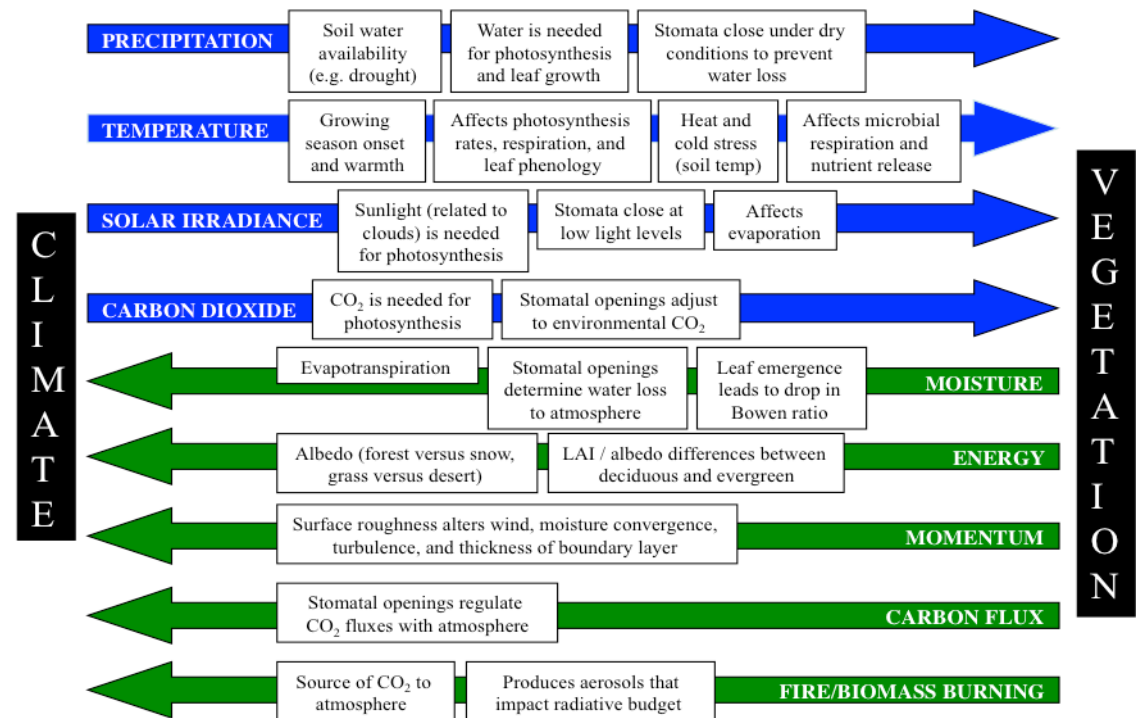 PRECIPITATION
Soil water
availability
(e.g. drought)
Water is needed
for photosynthesis
and leaf growth
Stomata close under dry
conditions to prevent
water loss
TEMPERATURE
Growing
season onset
and warmth
Affects photosynthesis
rates, respiration, and
leaf phenology
Heat and
cold stress
(soil temp)
Affects microbial
respiration and
nutrient release
SOLAR IRRADIANCE
Sunlight (related to
clouds) is needed
for photosynthesis
Stomata close at
low light levels
Affects
evaporation
CARBON DIOXIDE
CO₂ is needed for
photosynthesis
Stomatal openings adjust
to environmental CO₂
CLIMATE
VEGETATION
Evapotranspiration
Stomatal openings
determine water loss
to atmosphere
Leaf emergence
leads to drop in
Bowen ratio
MOISTURE
Albedo (forest versus snow,
grass versus desert)
LAI / albedo differences between
deciduous and evergreen
ENERGY
Surface roughness alters wind, moisture convergence,
turbulence, and thickness of boundary layer
MOMENTUM
Stomatal openings regulate
CO₂ fluxes with atmosphere
CARBON FLUX
Source of CO₂ to
atmosphere
Produces aerosols that
impact radiative budget
FIRE/BIOMASS BURNING